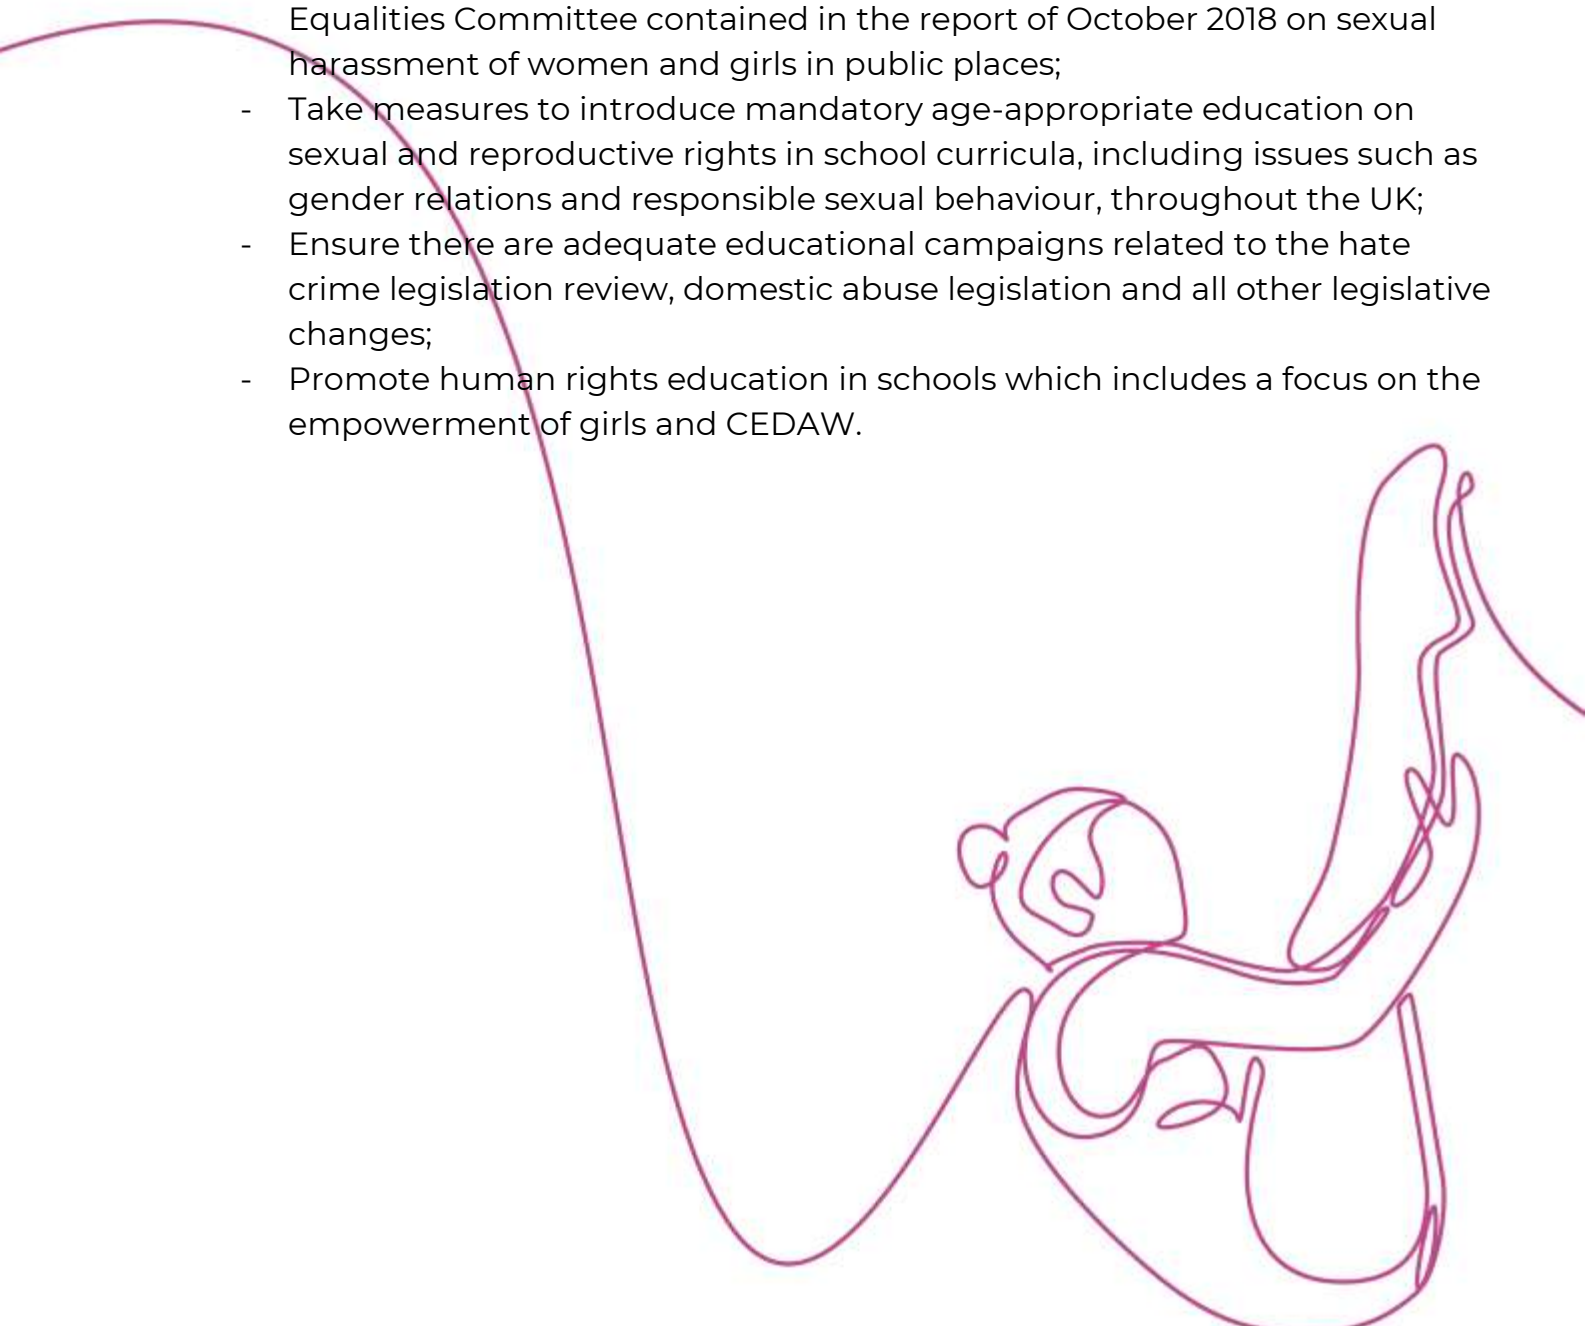 Equalities Committee contained in the report of October 2018 on sexual
harassment of women and girls in public places;
- Take measures to introduce mandatory age-appropriate education on
sexual and reproductive rights in school curricula, including issues such as
gender relations and responsible sexual behaviour, throughout the UK;
- Ensure there are adequate educational campaigns related to the hate
crime legislation review, domestic abuse legislation and all other legislative
changes;
- Promote human rights education in schools which includes a focus on the
empowerment of girls and CEDAW.